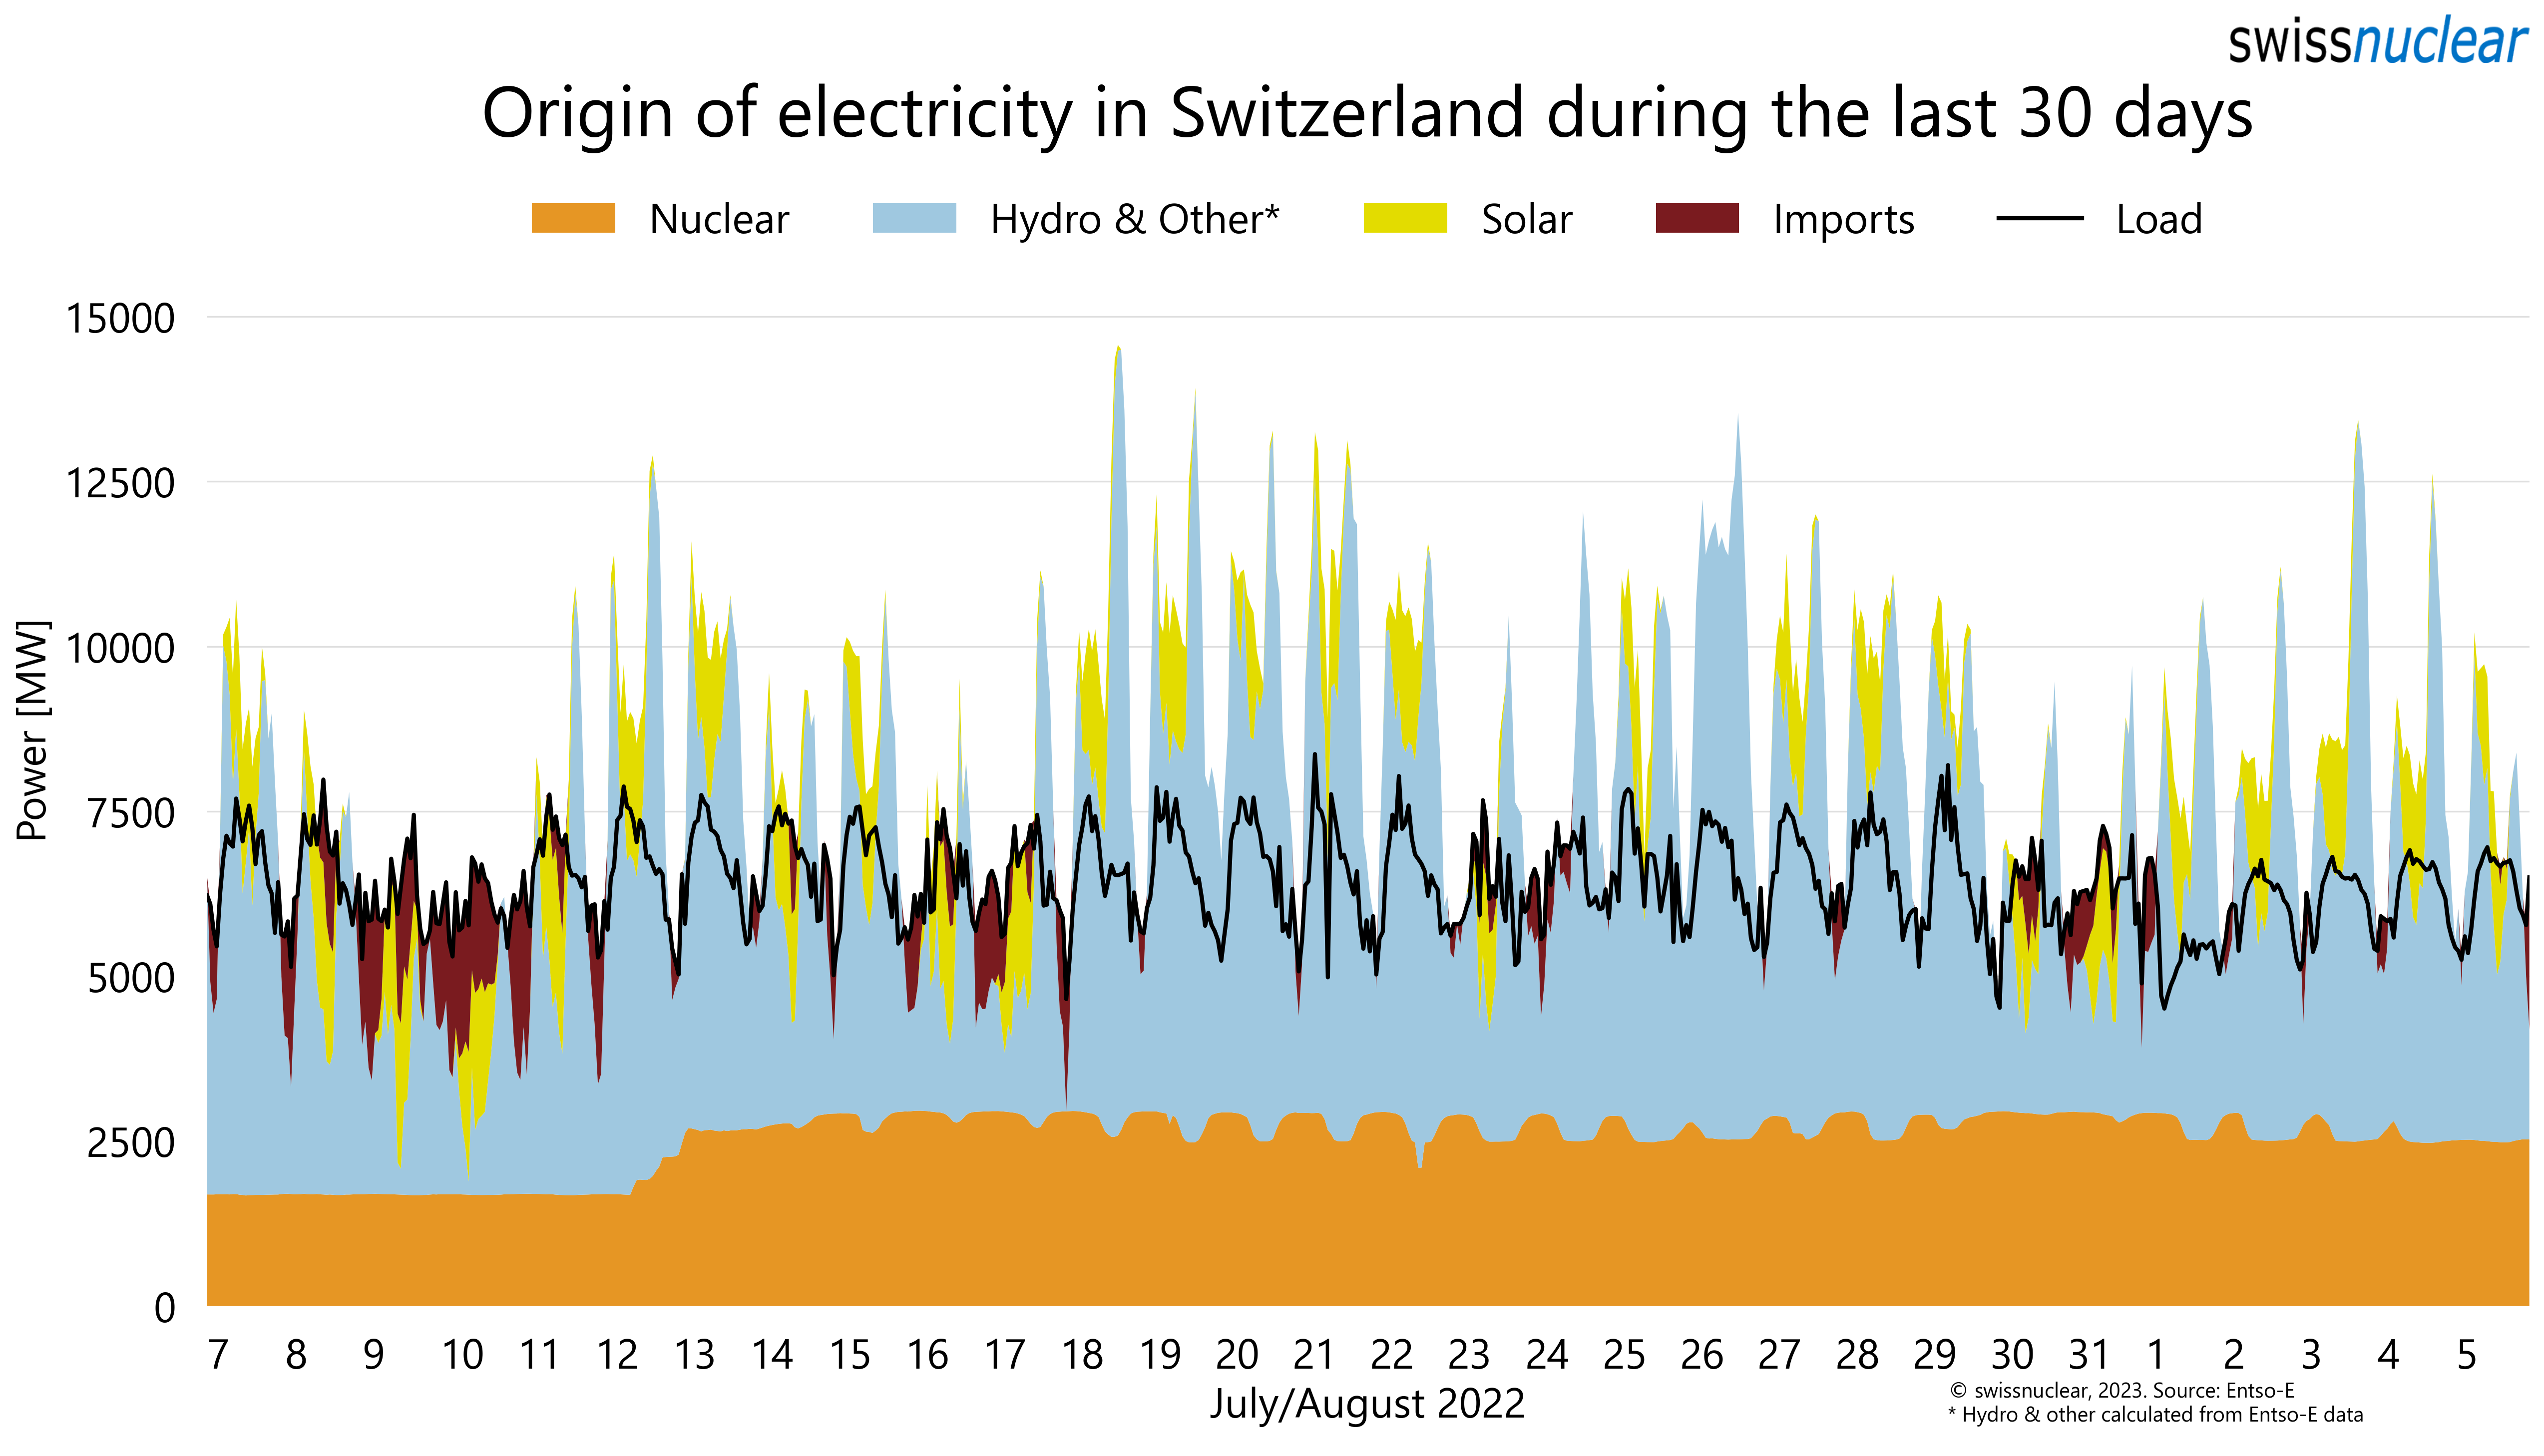 swissnuclear
Origin of electricity in Switzerland during the last 30 days
Nuclear Hydro & Other* Solar Imports Load
15000
12500
10000
7500
5000
2500
0
Power [MW]
7 8 9 10 11 12 13 14 15 16 17 18 19 20 21 22 23 24 25 26 27 28 29 30 31 1 2 3 4 5
July/August 2022
© swissnuclear, 2023. Source: Entso-E
* Hydro & other calculated from Entso-E data